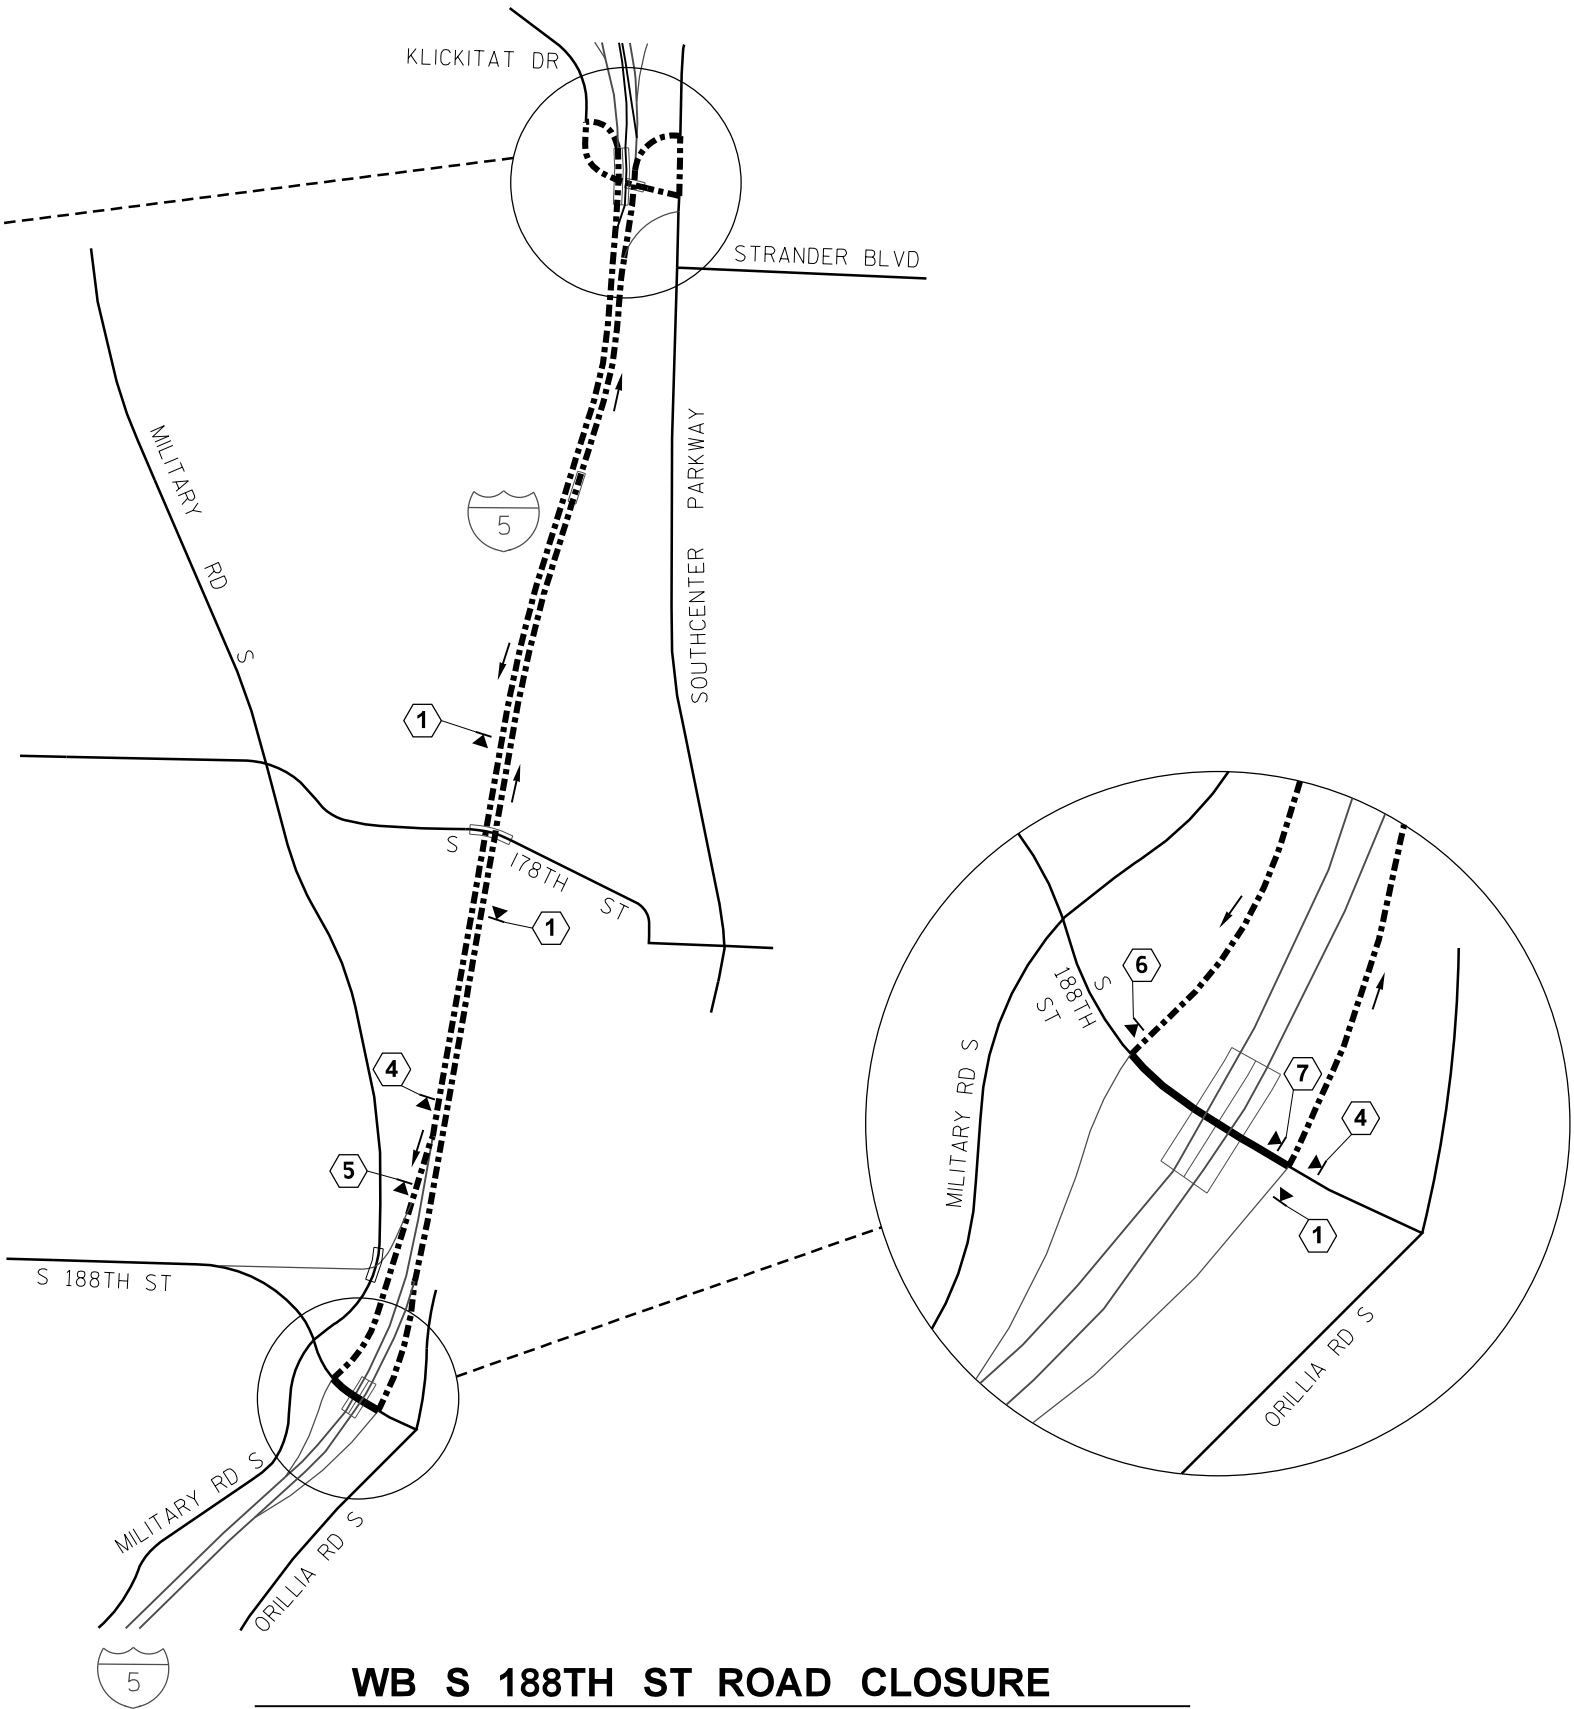 KLICKITAT DR
STRANDER BLVD
MILITARY RD S
5
SOUTHCENTER PARKWAY
1
S 178TH ST
1
4
5
S 188TH ST
6
S 188TH ST
7
4
1
MILITARY RD S
ORILLIA RD S
MILITARY RD S
ORILLIA RD S
5
WB S 188TH ST ROAD CLOSURE